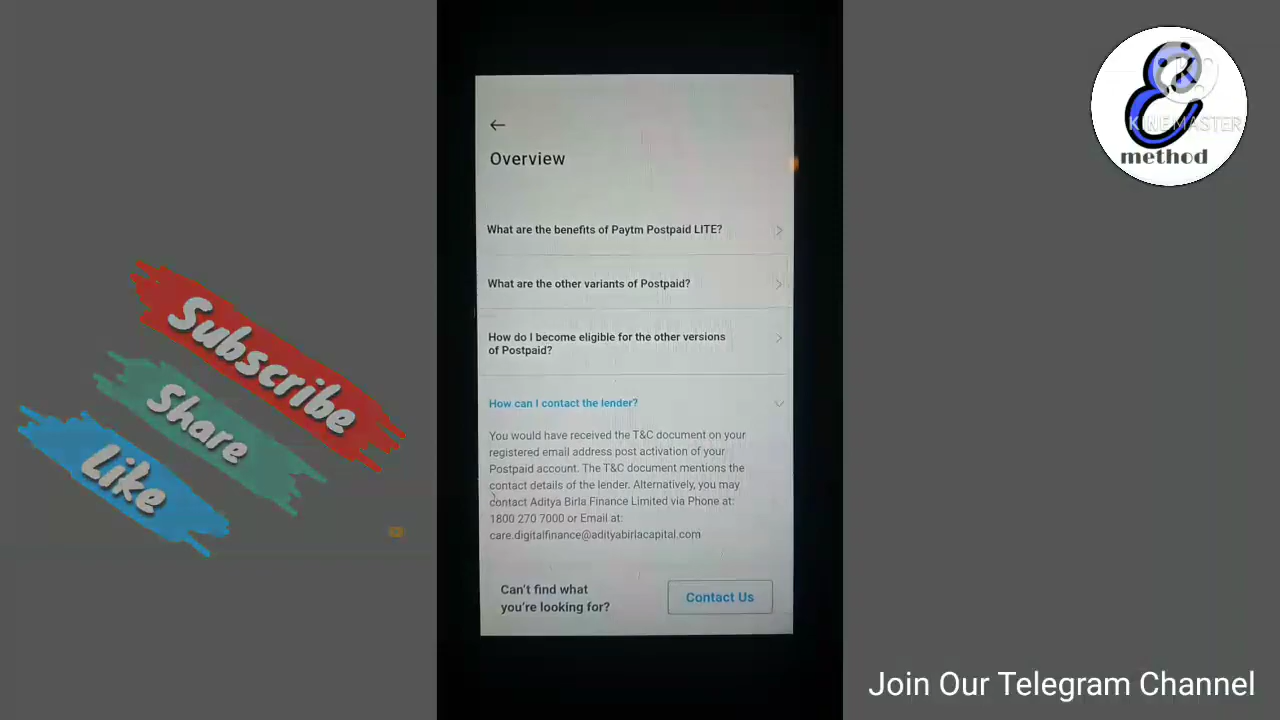 Overview
What are the benefits of Paytm Postpaid LITE?
What are the other variants of Postpaid?
How do I become eligible for the other versions
of Postpaid?
How can I contact the lender?
You would have received the T&C document on your
registered email address post activation of your
Postpaid account. The T&C document mentions the
contact details of the lender. Alternatively, you may
contact Aditya Birla Finance Limited via Phone at:
1800 270 7000 or Email at:
care.digitalfinance@adityabirlacapital.com
Can't find what
you're looking for?
Contact Us
Subscribe
Share
Like
K
KINEMASTER
method
Join Our Telegram Channel